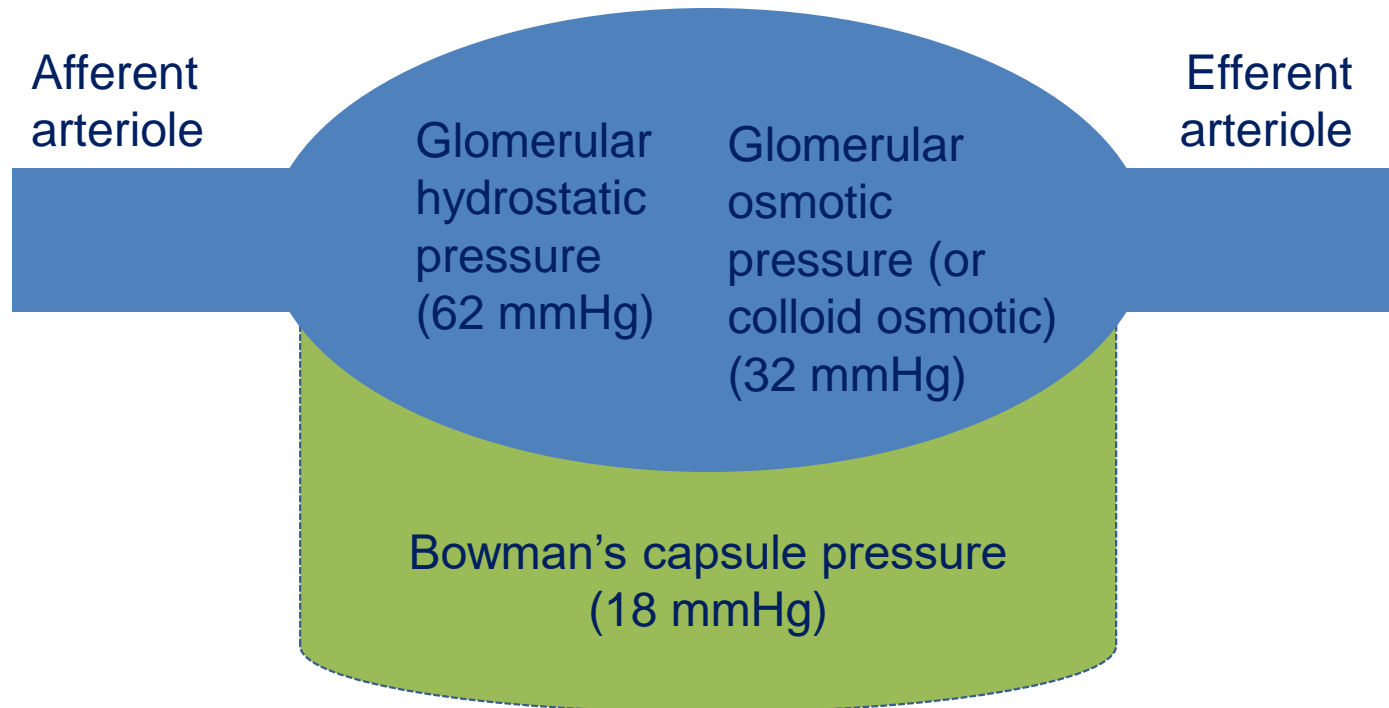 Afferent
arteriole
Efferent
arteriole
Glomerular
hydrostatic
pressure
(62 mmHg)
Glomerular
osmotic
pressure (or
colloid osmotic)
(32 mmHg)
Bowman’s capsule pressure
(18 mmHg)